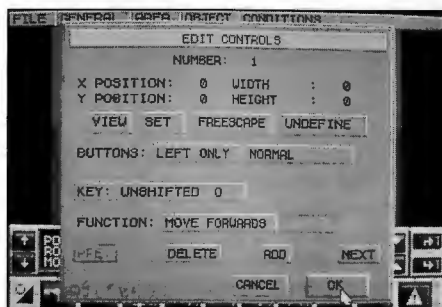 FILE GENERAL AREA OBJECT CONDITIONS
EDIT CONTROLS
NUMBER: 1
X POSITION: 0 WIDTH : 0
Y POSITION: 0 HEIGHT : 0
VIEW SET FREESCAPE UNDEFINE
BUTTONS: LEFT ONLY NORMAL
KEY: UNSHIFTED 0
FUNCTION: MOVE FORWARDS
DELETE ADD NEXT
CANCEL OK